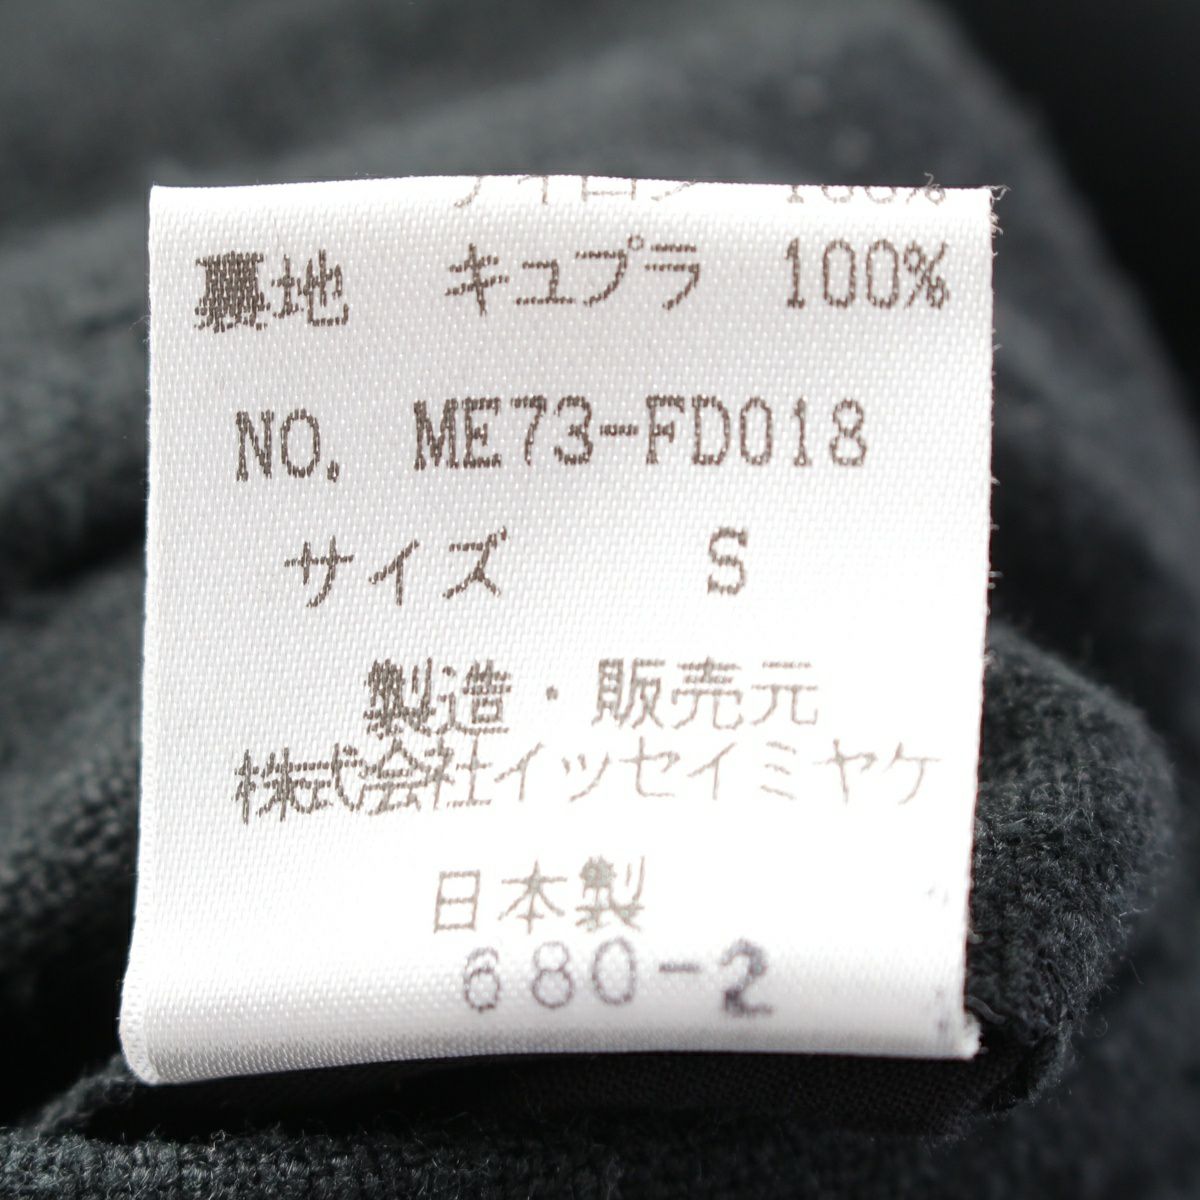 100%
裏地 キュプラ 100%
NO. ME73-FD018
サイズ S
製造・販売元
株式会社イッセイミヤケ
日本製
680-2